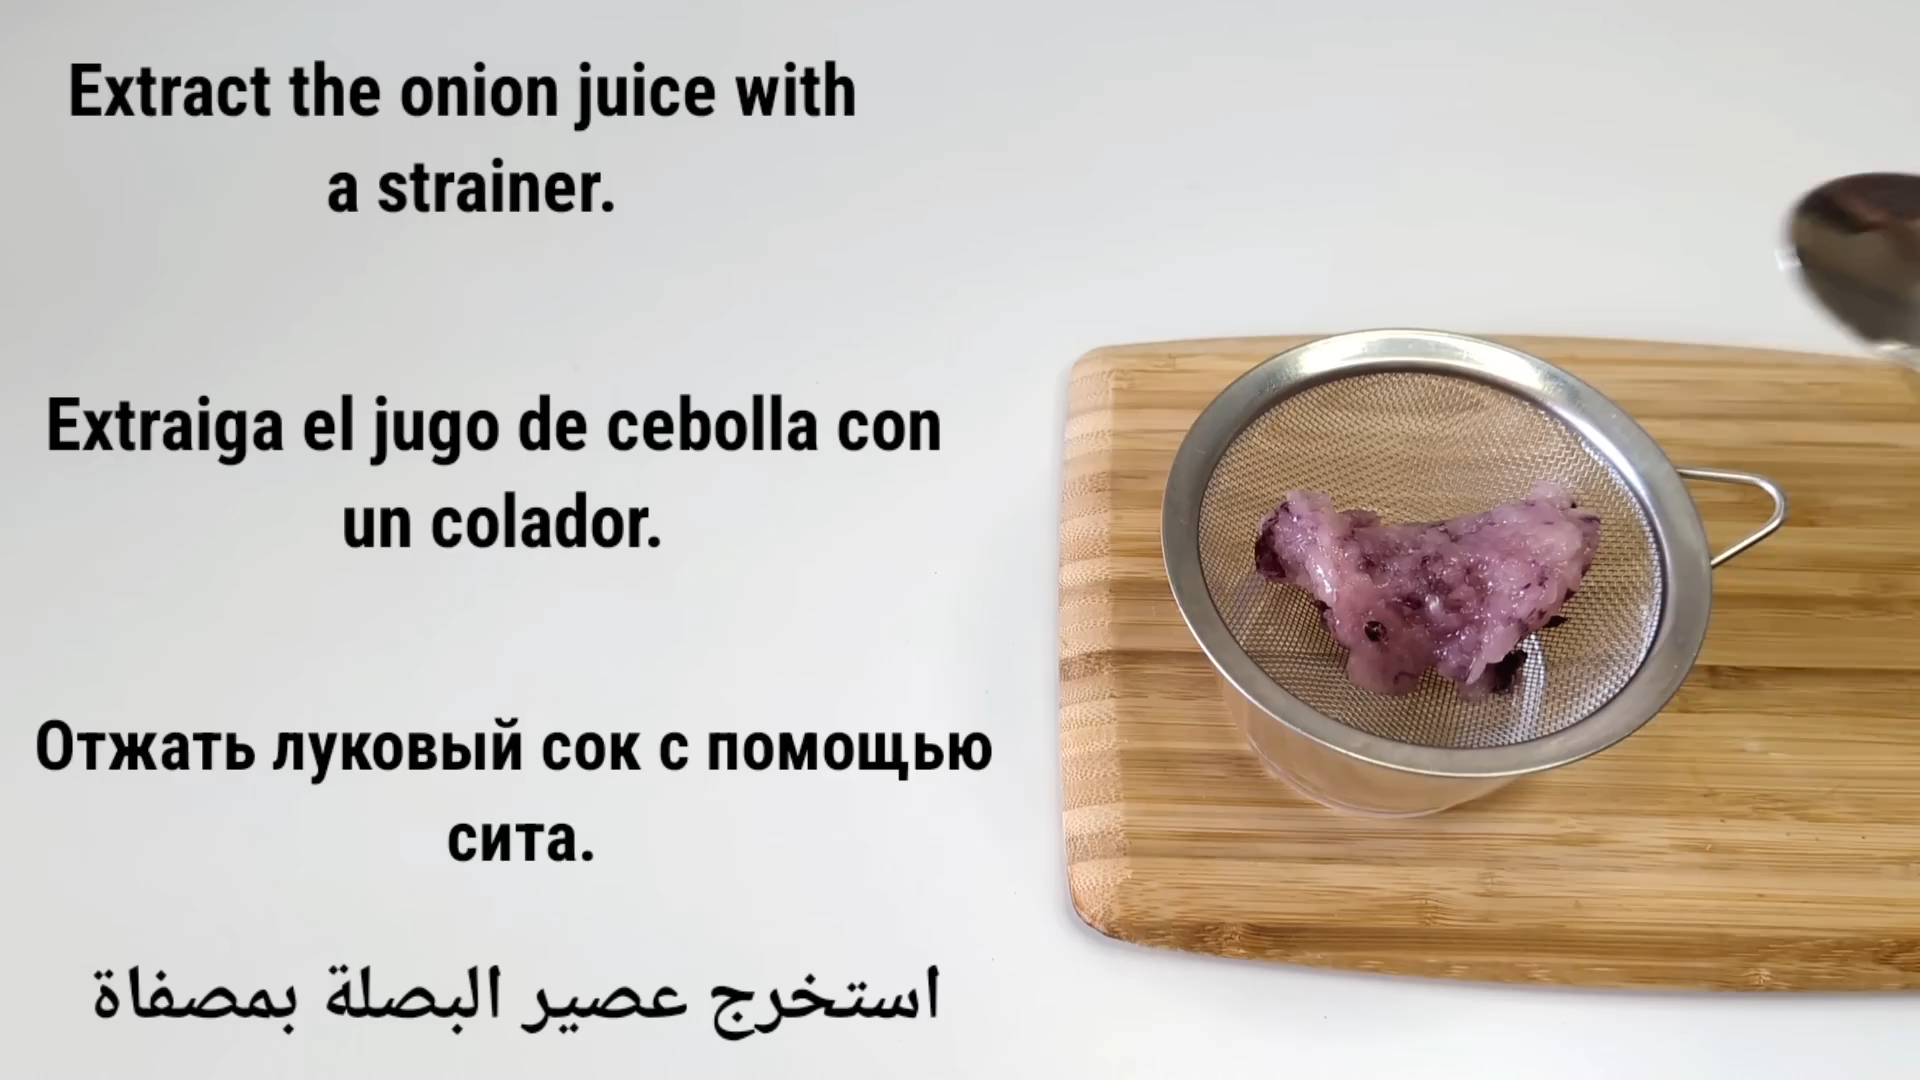 Extract the onion juice with
a strainer.
Extraiga el jugo de cebolla con
un colador.
Отжать луковый сок с помощью
сита.
استخرج عصير البصلة بمصفاة